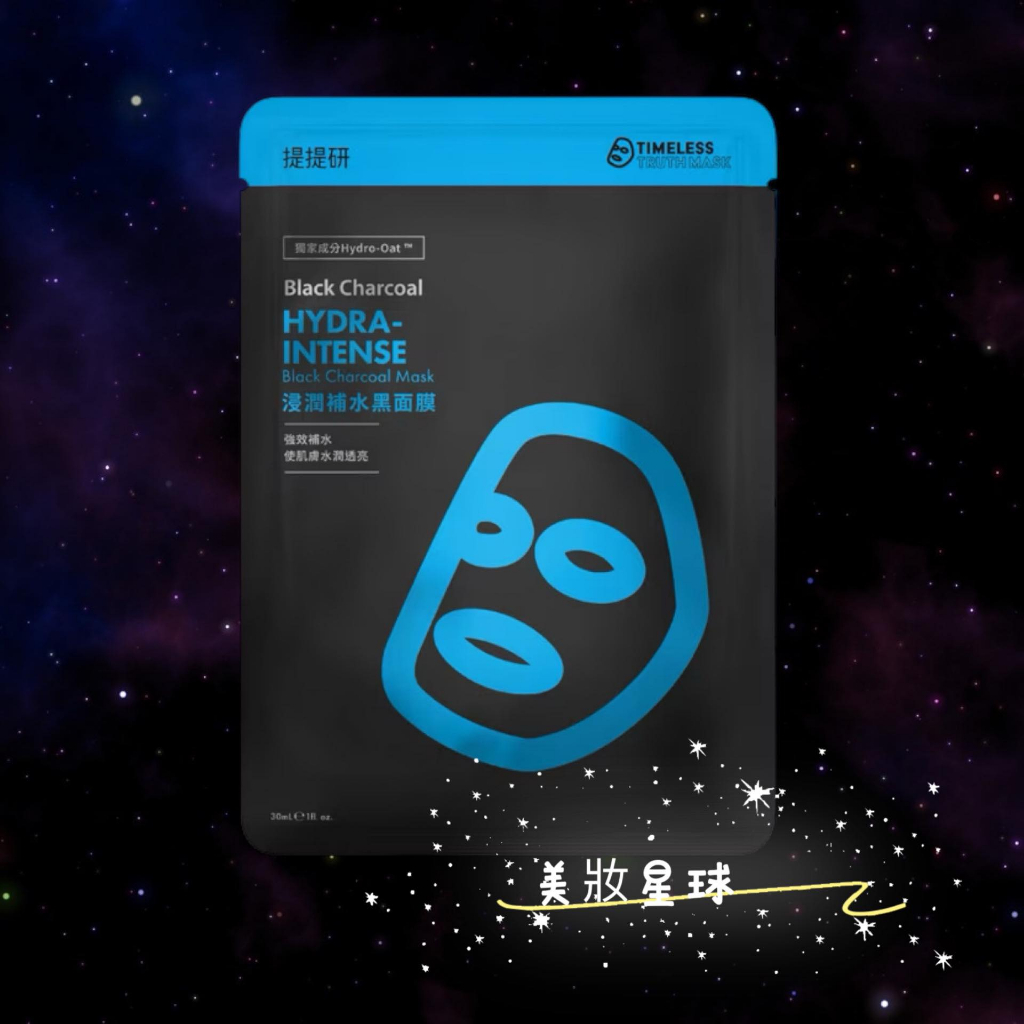 提提研
TIMELESS
TRUTH MASK
獨家成分Hydro-Oat™
Black Charcoal
HYDRA-
INTENSE
Black Charcoal Mask
浸潤補水黑面膜
強效補水
使肌膚水潤透亮
30mL℮1fl. oz.
美妝星球